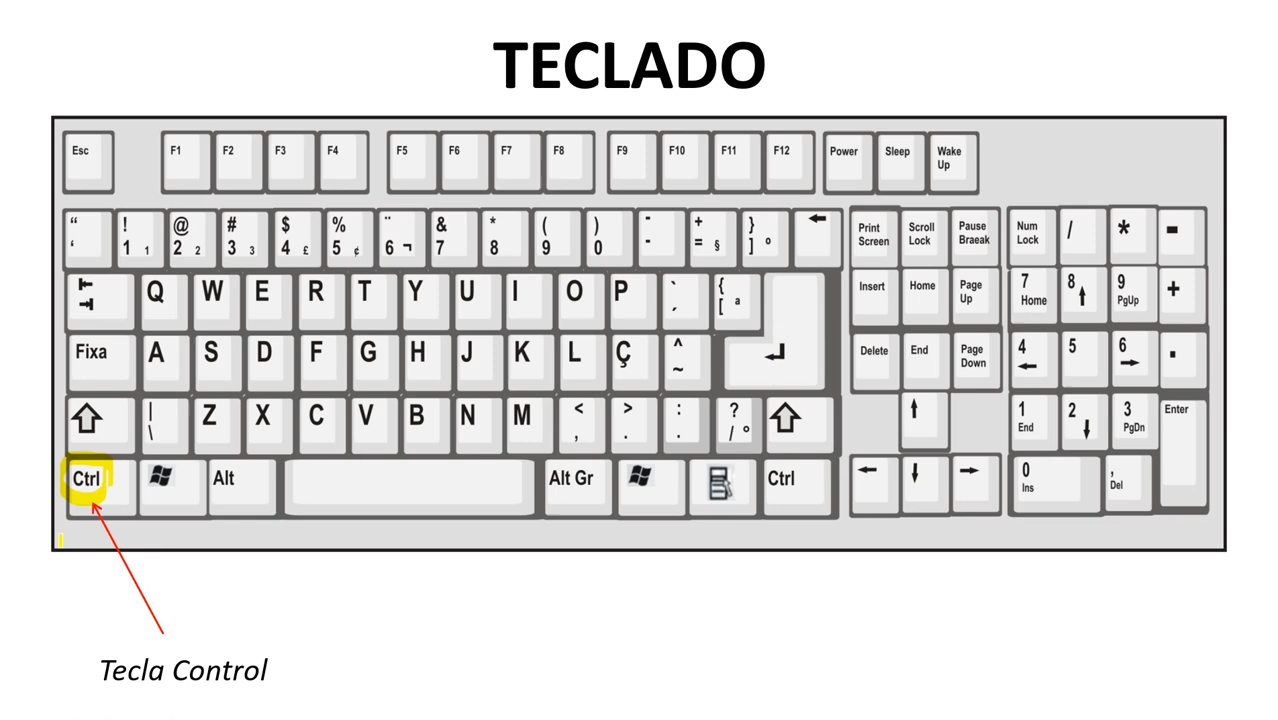 TECLADO
Esc F1 F2 F3 F4 F5 F6 F7 F8 F9 F10 F11 F12 Power Sleep Wake Up
“ ‘ ! 1 1 @ 2 2 # 3 3 $ 4 £ % 5 ¢ ¨ 6 ¬ & 7 * 8 ( 9 ) 0 - - + = § } ] º Print Screen Scroll Lock Pause Braeak Num Lock / * -
Q W E R T Y U I O P ` ´ { [ ª Insert Home Page Up 7 Home 8 9 PgUp +
Fixa A S D F G H J K L Ç ^ ~ Delete End Page Down 4 5 6 .
| \ Z X C V B N M < , > . : . ? / ° 1 End 2 3 PgDn Enter
Ctrl Alt Alt Gr Ctrl 0 Ins , Del
Tecla Control